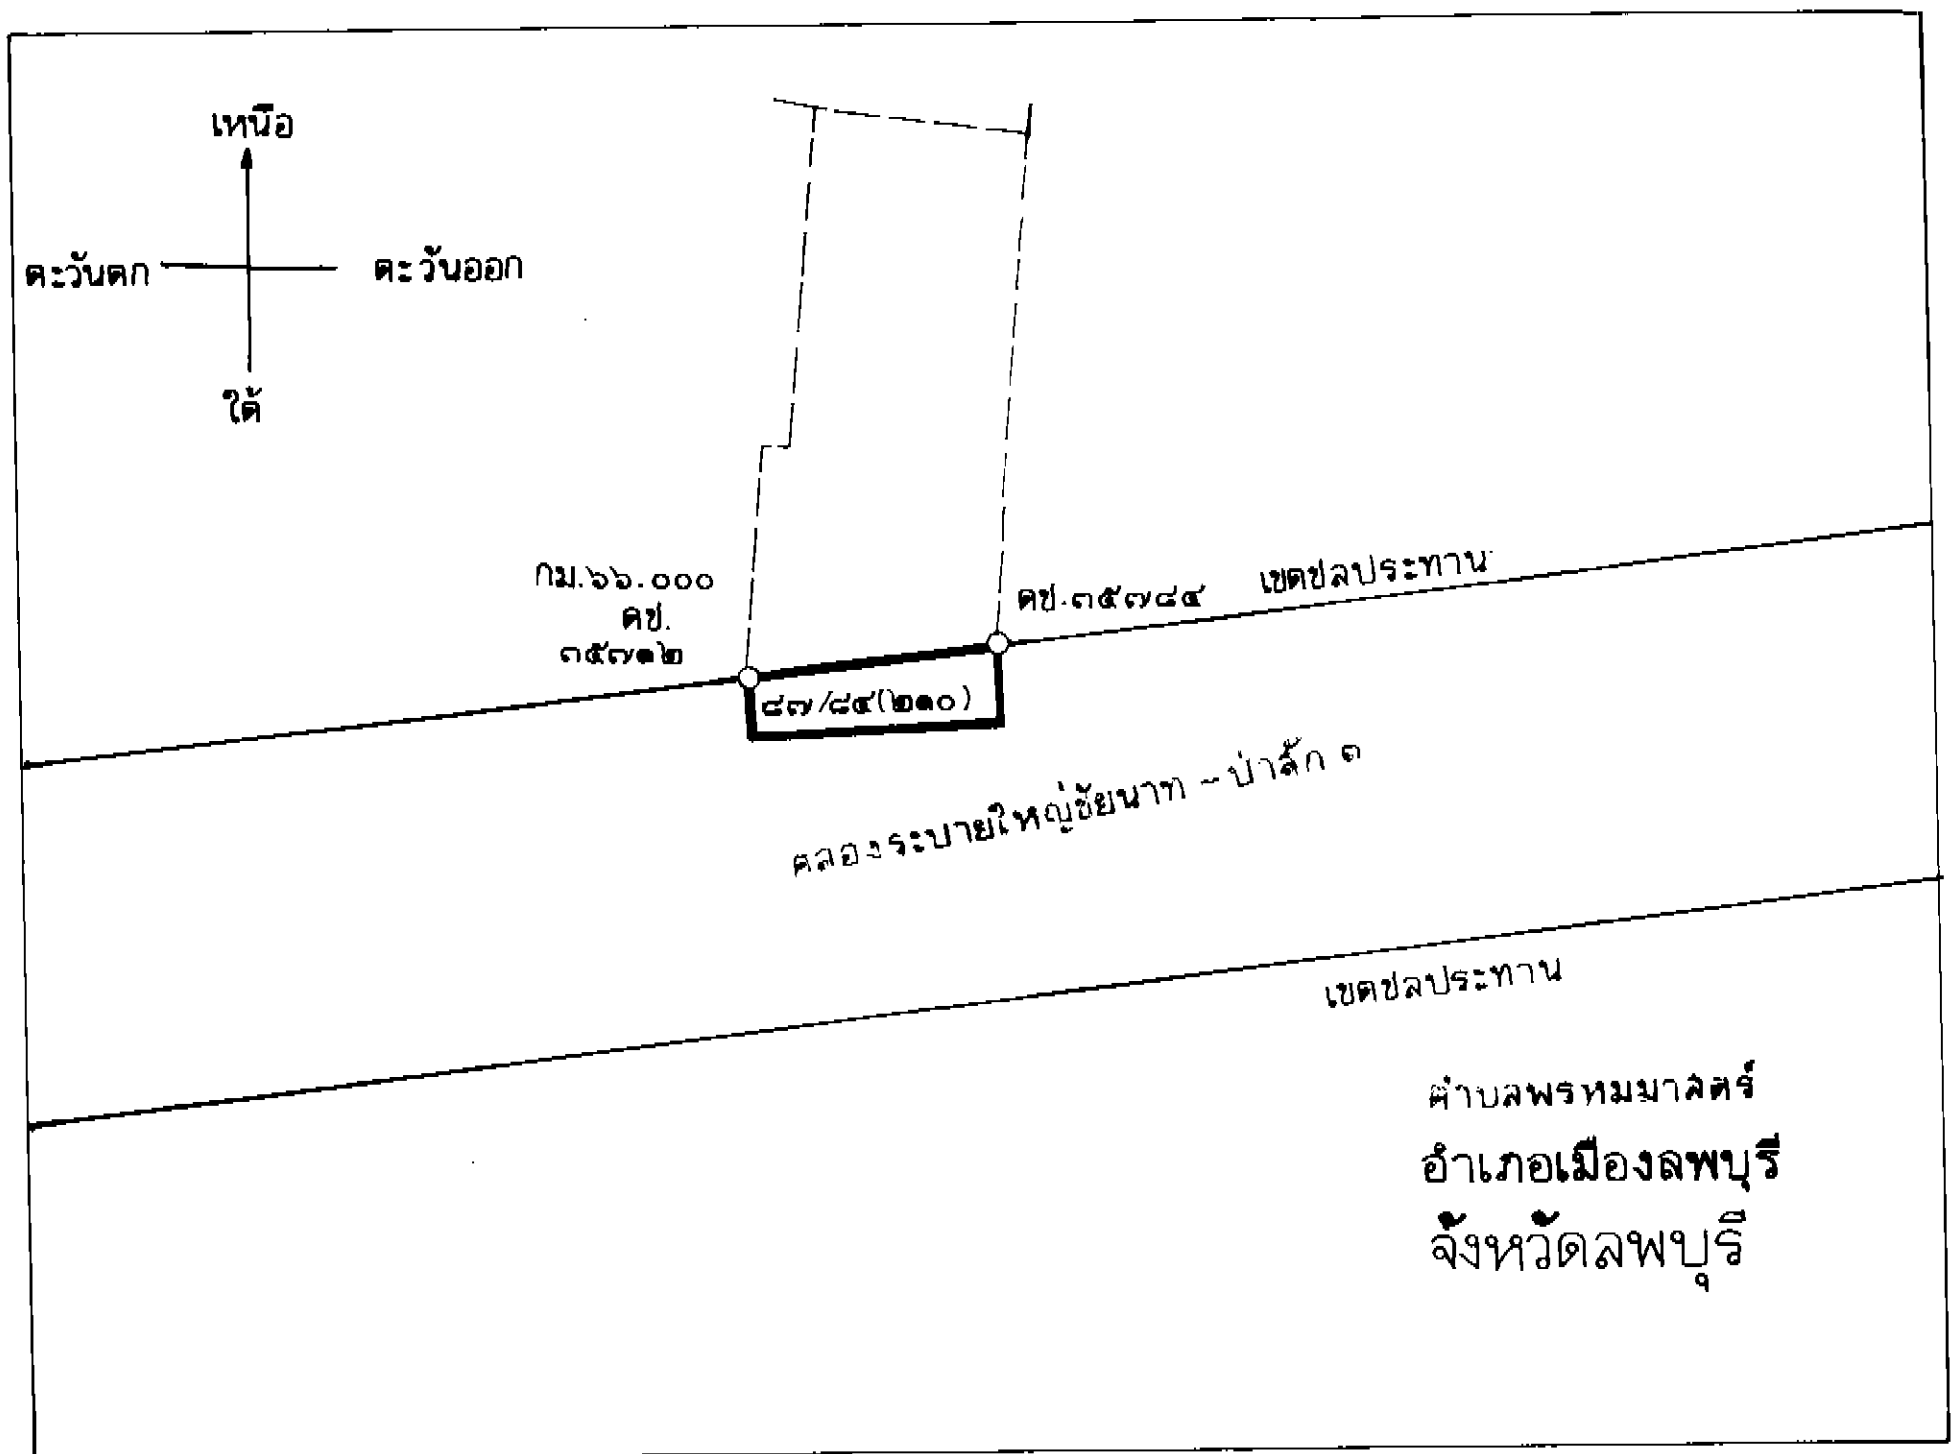 เหนือ
ตะวันตก
ตะวันออก
ใต้
กม.๖๖.๐๐๐
ตช.
๓๕๗๑๒
ตช.๓๕๗๘๔
เขตชลประทาน
๘๗/๘๔(๒๑๐)
คลองระบายใหญ่ชัยนาท - ป่าสัก ๓
เขตชลประทาน
ตำบลพรหมมาสตร์
อำเภอเมืองลพบุรี
จังหวัดลพบุรี